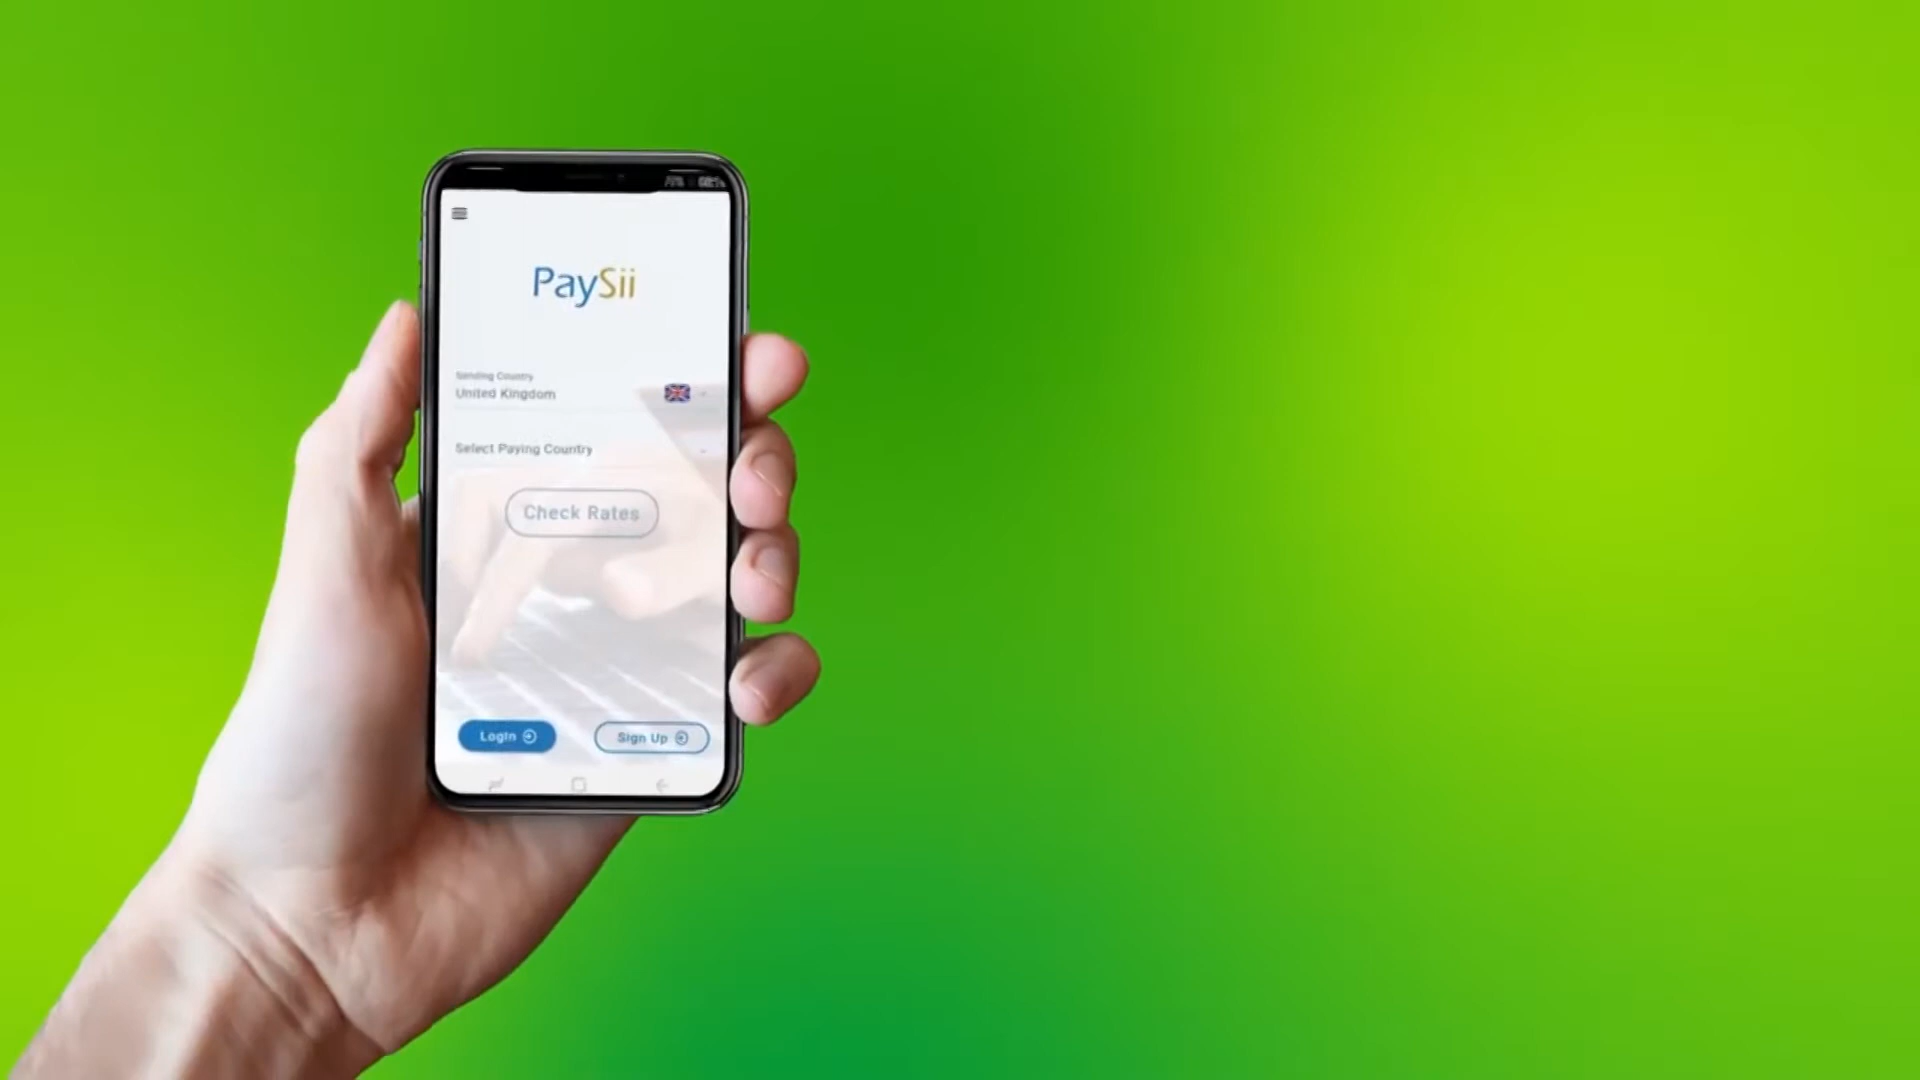 PaySii
Sending Country
United Kingdom
Select Paying Country
Check Rates
Login
Sign Up